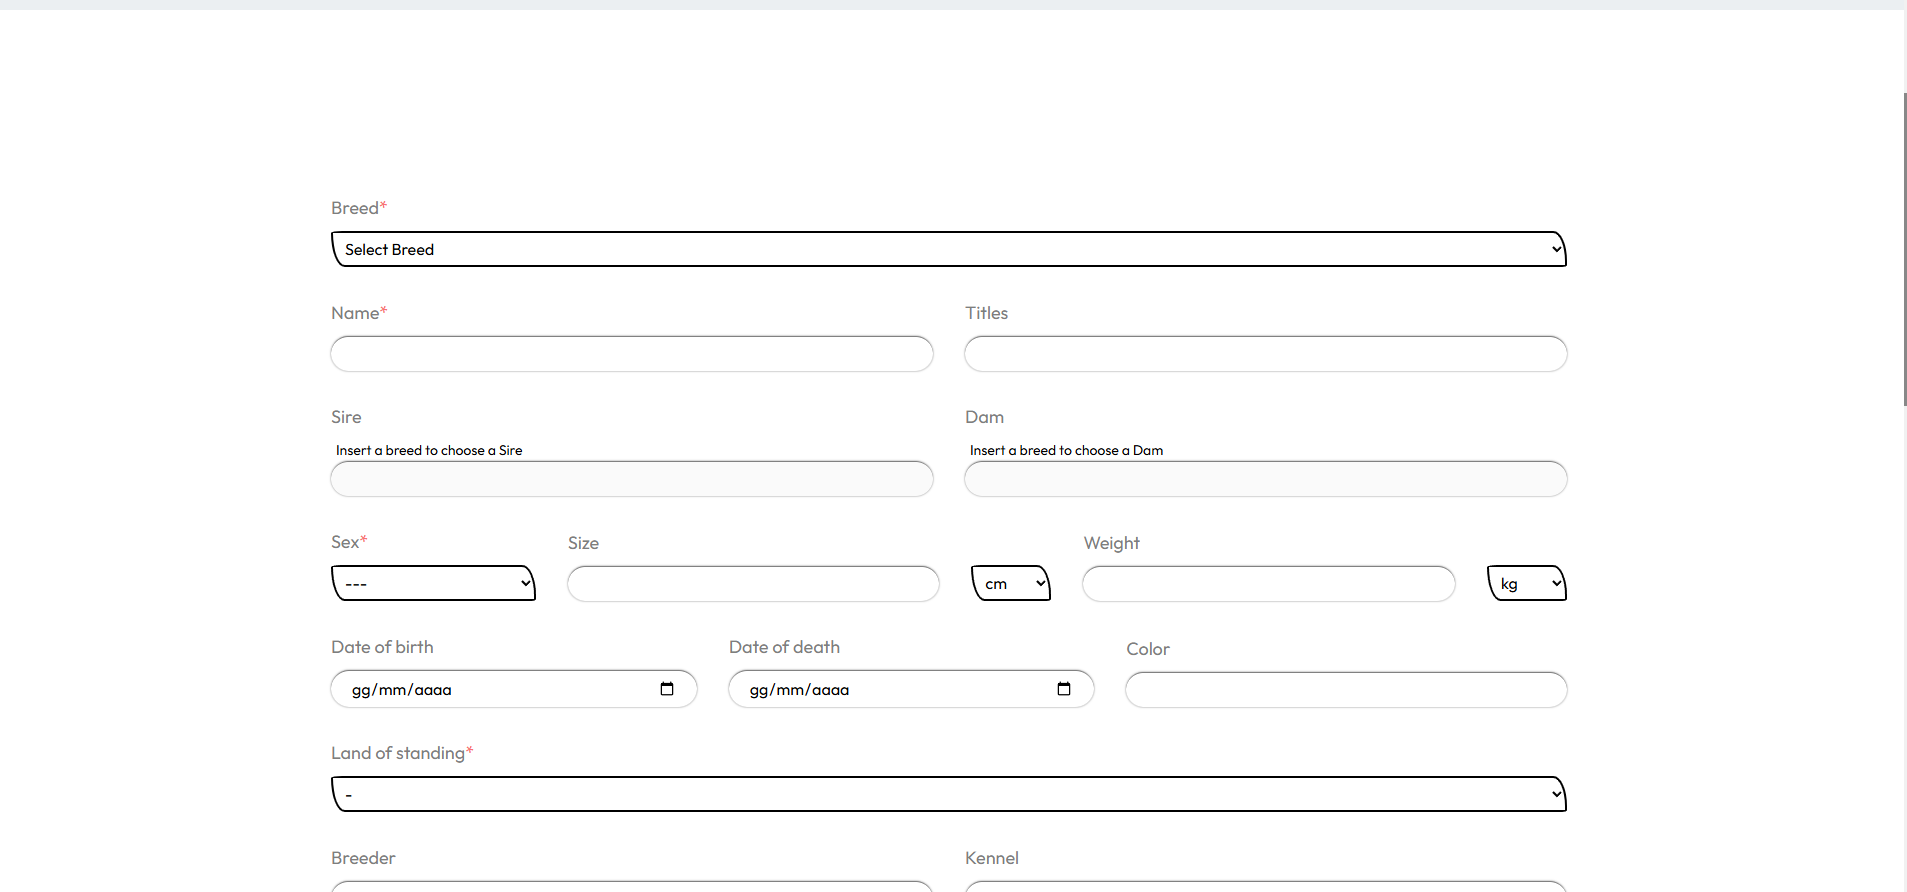 Breed*
Select Breed
Name* Titles
Sire Dam
Insert a breed to choose a Sire Insert a breed to choose a Dam
Sex* Size Weight
--- cm kg
Date of birth Date of death Color
gg/mm/aaaa gg/mm/aaaa
Land of standing*
-
Breeder Kennel